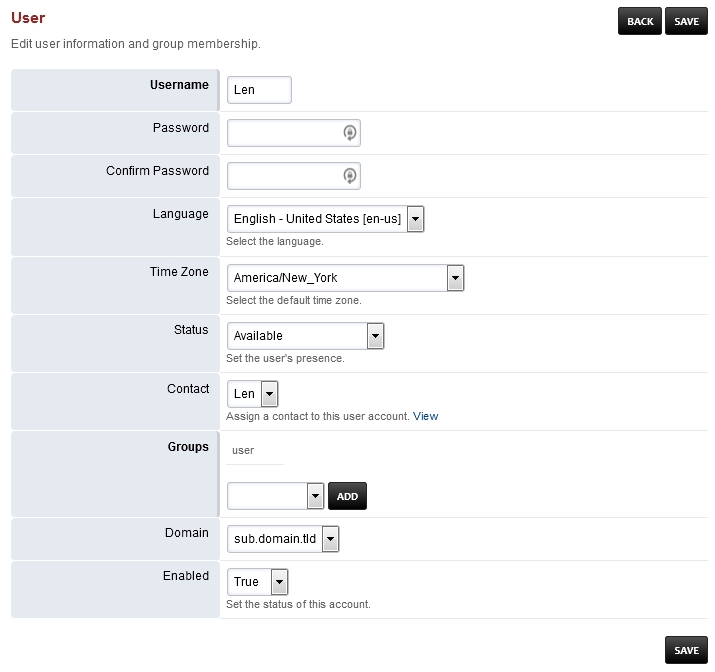 User
BACK
SAVE
Edit user information and group membership.
Username
Len
Password
Confirm Password
Language
English - United States [en-us]
Select the language.
Time Zone
America/New_York
Select the default time zone.
Status
Available
Set the user's presence.
Contact
Len
Assign a contact to this user account. View
Groups
user
ADD
Domain
sub.domain.tld
Enabled
True
Set the status of this account.
SAVE